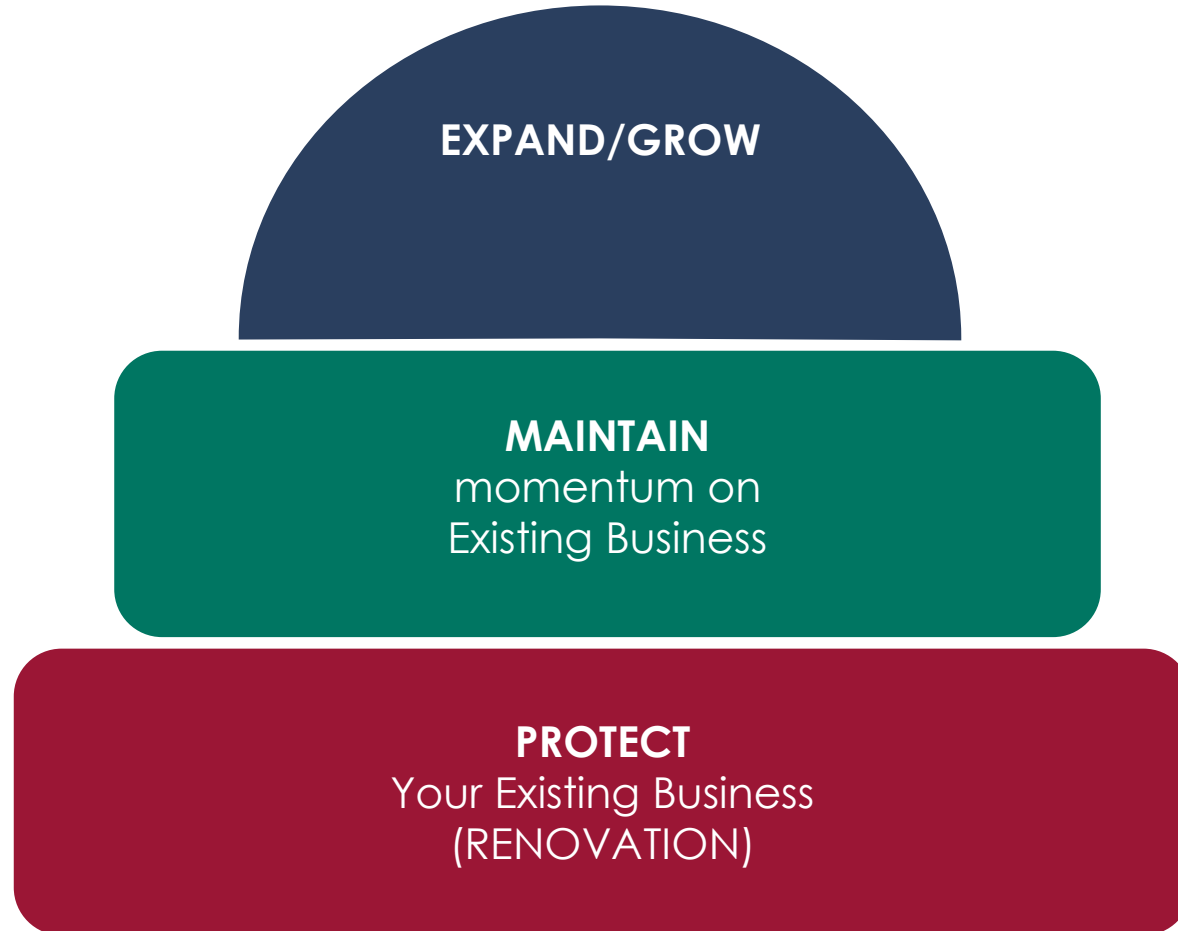 EXPAND/GROW
MAINTAIN
momentum on
Existing Business
PROTECT
Your Existing Business
(RENOVATION)